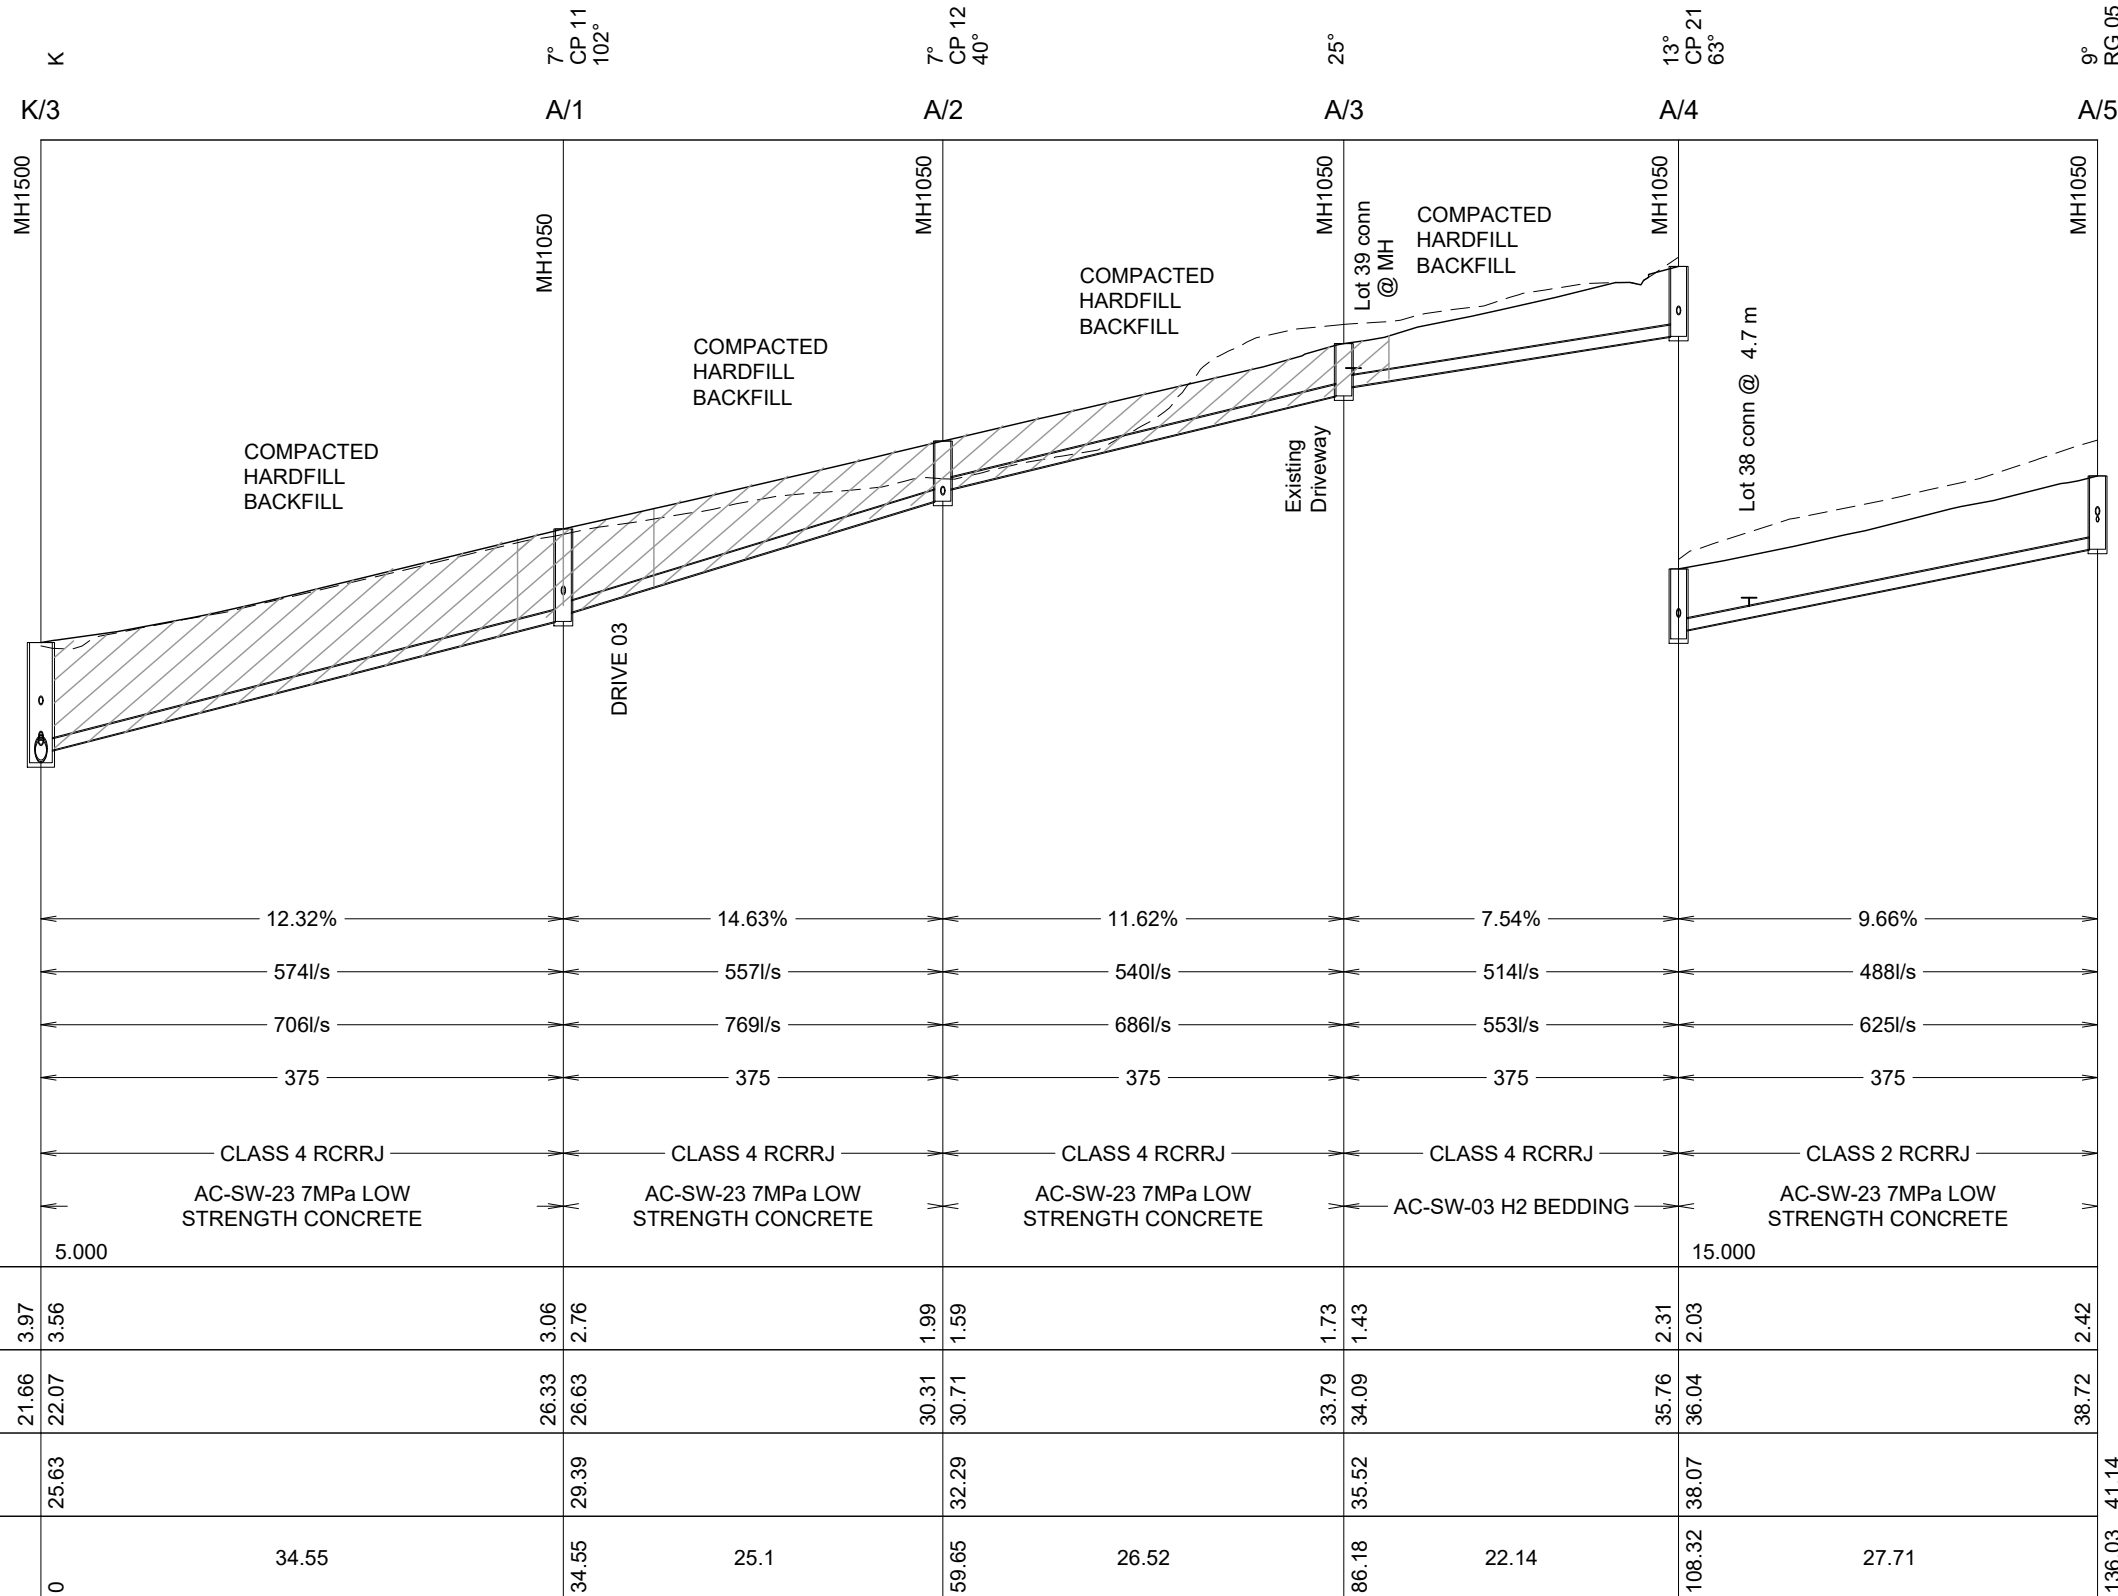 K
7°
CP 11
102°
7°
CP 12
40°
25°
13°
CP 21
63°
9°
RG 05
K/3
A/1
A/2
A/3
A/4
A/5
MH1500
MH1050
MH1050
MH1050
MH1050
MH1050
Lot 39 conn
@ MH
COMPACTED
HARDFILL
BACKFILL
COMPACTED
HARDFILL
BACKFILL
COMPACTED
HARDFILL
BACKFILL
COMPACTED
HARDFILL
BACKFILL
Lot 38 conn @ 4.7 m
Existing
Driveway
DRIVE 03
12.32%
14.63%
11.62%
7.54%
9.66%
574l/s
557l/s
540l/s
514l/s
488l/s
706l/s
769l/s
686l/s
553l/s
625l/s
375
375
375
375
375
CLASS 4 RCRRJ
CLASS 4 RCRRJ
CLASS 4 RCRRJ
CLASS 4 RCRRJ
CLASS 2 RCRRJ
AC-SW-23 7MPa LOW
STRENGTH CONCRETE
AC-SW-23 7MPa LOW
STRENGTH CONCRETE
AC-SW-23 7MPa LOW
STRENGTH CONCRETE
AC-SW-03 H2 BEDDING
AC-SW-23 7MPa LOW
STRENGTH CONCRETE
5.000
15.000
3.97
3.56
3.06
2.76
1.99
1.59
1.73
1.43
2.31
2.03
2.42
21.66
22.07
26.33
26.63
30.31
30.71
33.79
34.09
35.76
36.04
38.72
25.63
29.39
32.29
35.52
38.07
41.14
0
34.55
34.55
25.1
59.65
26.52
86.18
22.14
108.32
27.71
136.03